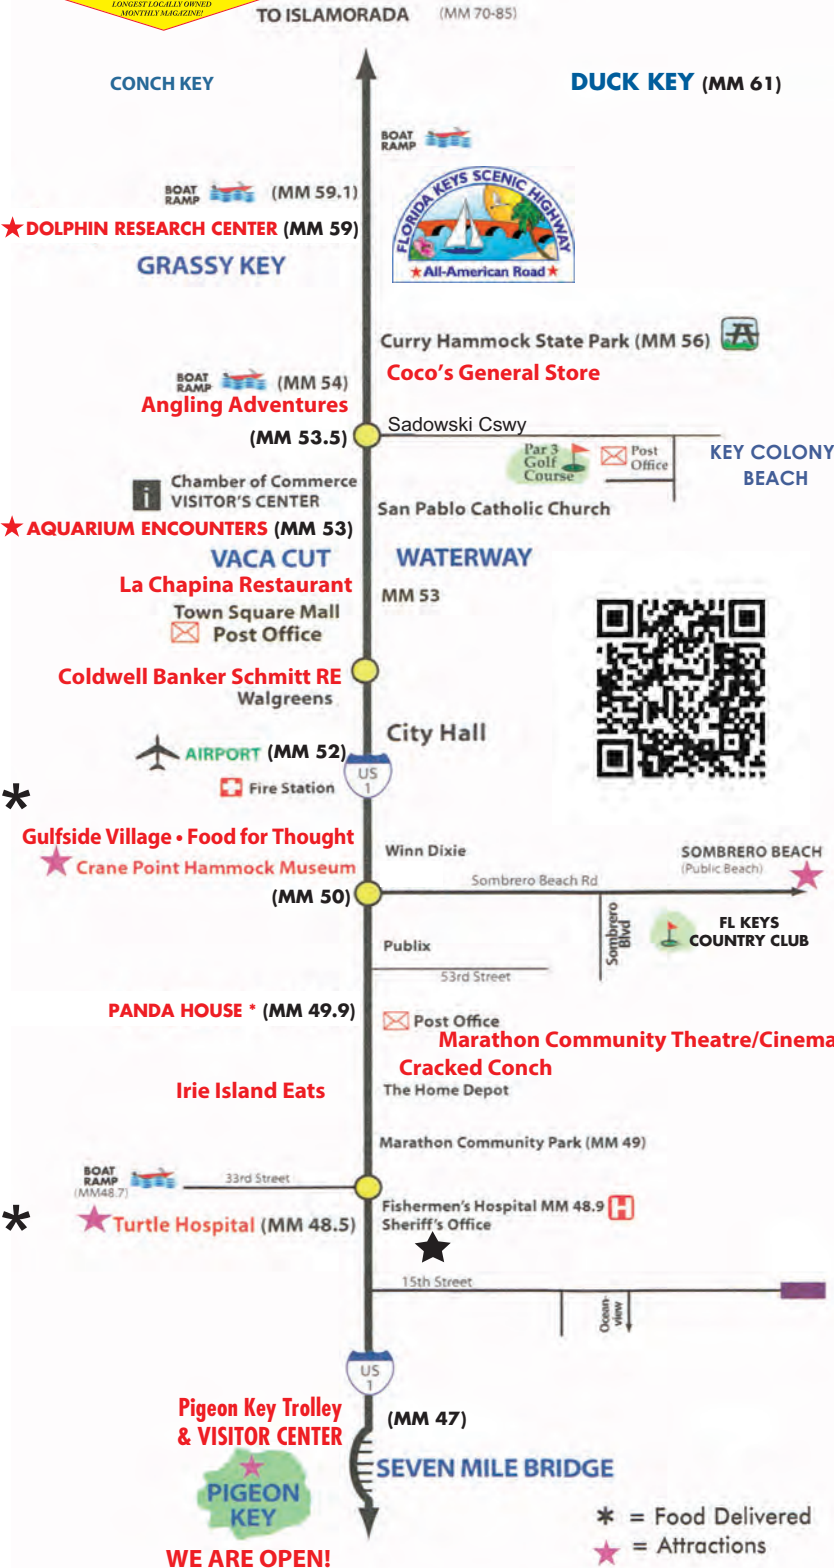 LONGEST LOCALLY OWNED
MONTHLY MAGAZINE!
TO ISLAMORADA (MM 70-85)
CONCH KEY
DUCK KEY (MM 61)
BOAT
RAMP
BOAT
RAMP
(MM 59.1)
DOLPHIN RESEARCH CENTER (MM 59)
GRASSY KEY
FLORIDA KEYS SCENIC HIGHWAY
All-American Road
Curry Hammock State Park (MM 56)
Coco's General Store
BOAT
RAMP
(MM 54)
Angling Adventures
(MM 53.5)
Sadowski Cswy
Par 3
Golf
Course
Post
Office
KEY COLONY
BEACH
i
Chamber of Commerce
VISITOR'S CENTER
San Pablo Catholic Church
AQUARIUM ENCOUNTERS (MM 53)
VACA CUT WATERWAY
La Chapina Restaurant
MM 53
Town Square Mall
Post Office
Coldwell Banker Schmitt RE
Walgreens
City Hall
AIRPORT (MM 52)
US
1
Fire Station
*
Gulfside Village • Food for Thought
Crane Point Hammock Museum
(MM 50)
Winn Dixie
SOMBRERO BEACH
(Public Beach)
Sombrero Beach Rd
Sombrero
Blvd
FL KEYS
COUNTRY CLUB
Publix
53rd Street
PANDA HOUSE * (MM 49.9)
Post Office
Marathon Community Theatre/Cinema
Cracked Conch
Irie Island Eats
The Home Depot
Marathon Community Park (MM 49)
BOAT
RAMP
(MM48.7)
33rd Street
Fishermen's Hospital MM 48.9 H
Sheriff's Office
*
Turtle Hospital (MM 48.5)
15th Street
Ocean-
view
US
1
Pigeon Key Trolley
& VISITOR CENTER
(MM 47)
SEVEN MILE BRIDGE
PIGEON
KEY
WE ARE OPEN!
* = Food Delivered
= Attractions